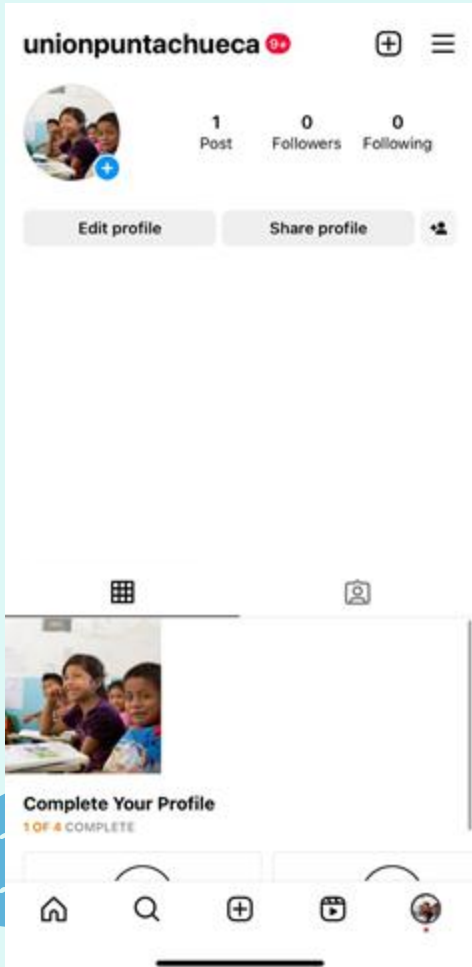 unionpuntachueca 9+
1 0 0
Post Followers Following
Edit profile Share profile
Complete Your Profile
1 OF 4 COMPLETE